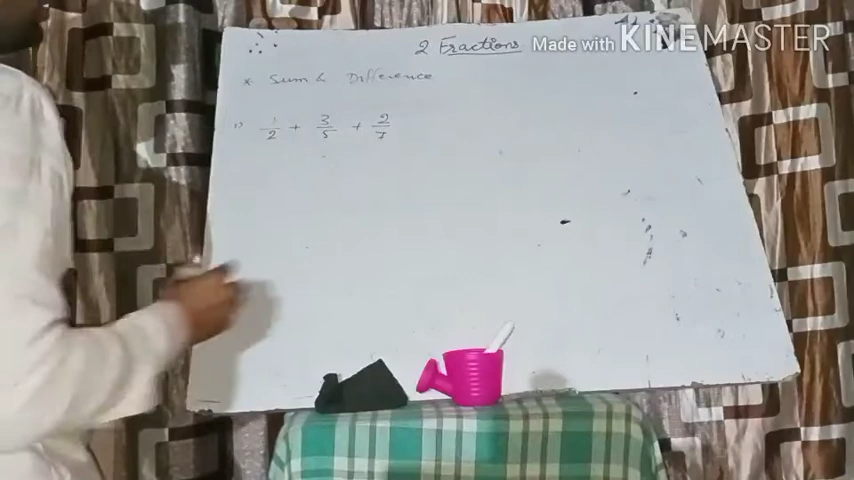 2 Fractions
Made with KINEMASTER
* Sum & Difference
1) 1/2 + 3/5 + 2/7